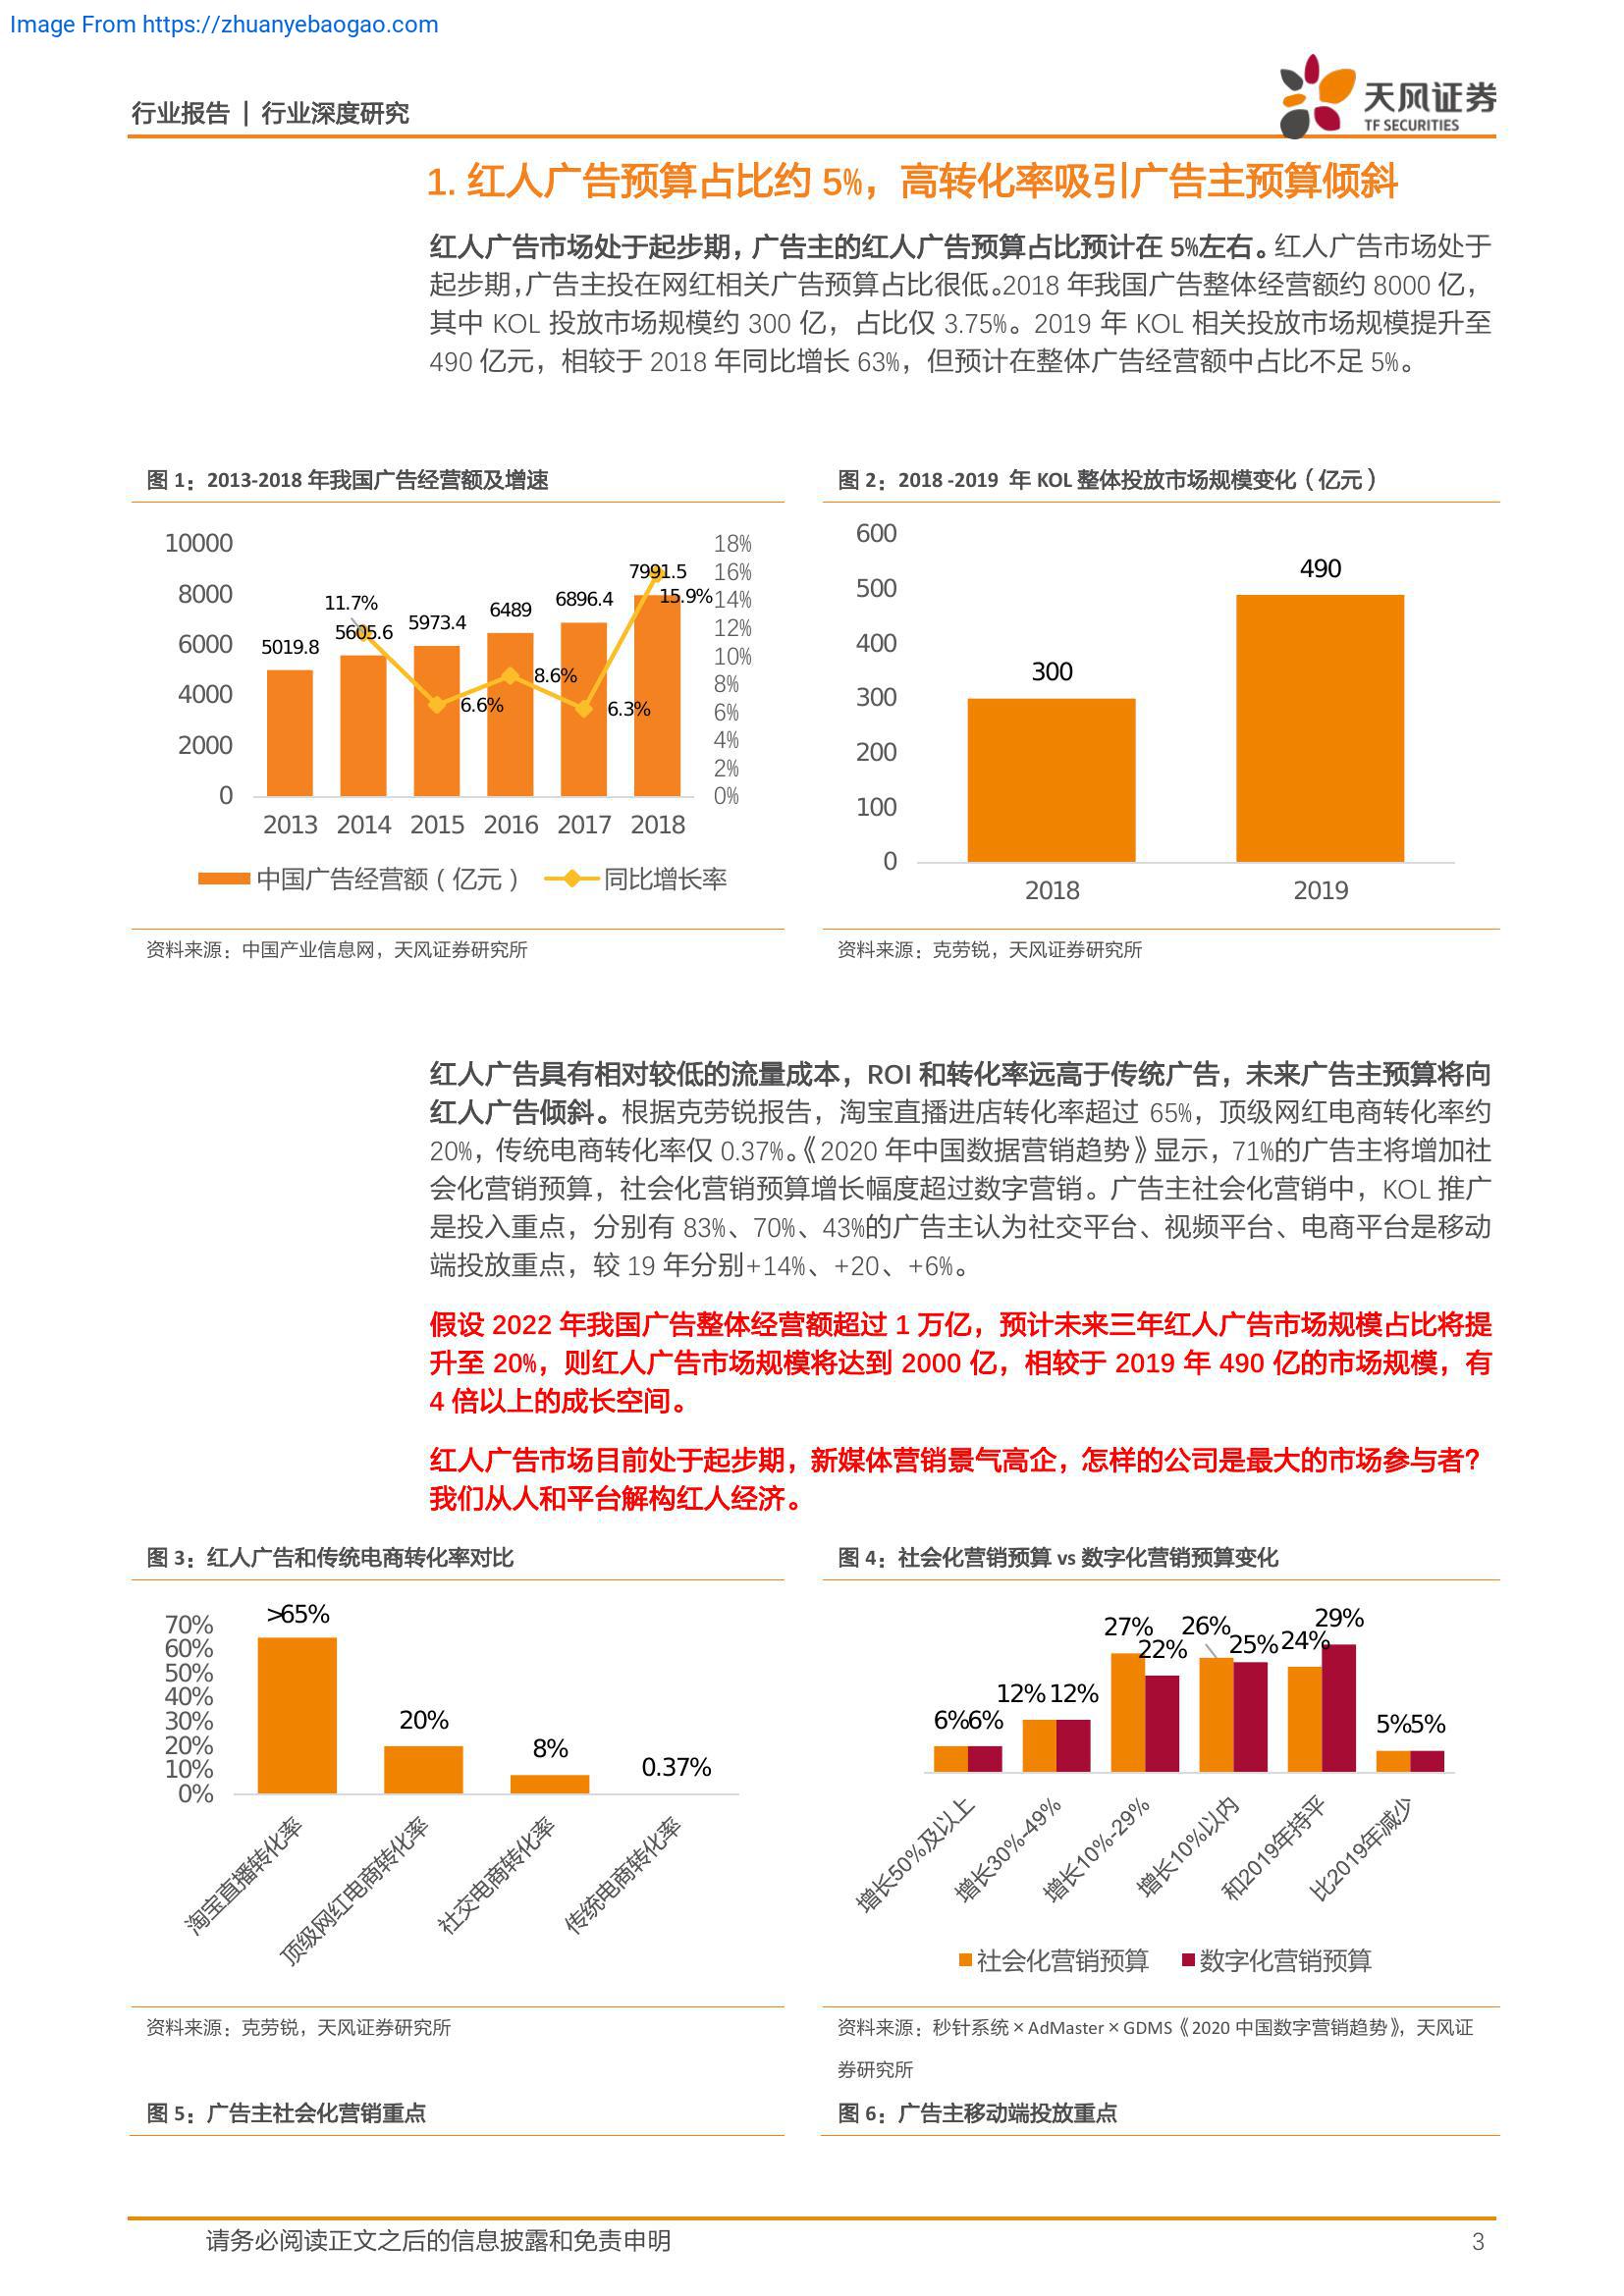 Image From https://zhuanyebaogao.com
行业报告 | 行业深度研究
天风证券
TF SECURITIES
1. 红人广告预算占比约 5%，高转化率吸引广告主预算倾斜
红人广告市场处于起步期，广告主的红人广告预算占比预计在 5%左右。红人广告市场处于
起步期，广告主投在网红相关广告预算占比很低。2018 年我国广告整体经营额约 8000 亿，
其中 KOL 投放市场规模约 300 亿，占比仅 3.75%。2019 年 KOL 相关投放市场规模提升至
490 亿元，相较于 2018 年同比增长 63%，但预计在整体广告经营额中占比不足 5%。
图 1：2013-2018 年我国广告经营额及增速
10000
8000
6000
4000
2000
0
18%
16%
14%
12%
10%
8%
6%
4%
2%
0%
5019.8
5605.6
5973.4
6489
6896.4
7991.5
11.7%
6.6%
8.6%
6.3%
15.9%
2013 2014 2015 2016 2017 2018
中国广告经营额（亿元） 同比增长率
资料来源：中国产业信息网，天风证券研究所
图 2：2018 -2019 年 KOL 整体投放市场规模变化（亿元）
600
500
400
300
200
100
0
300
490
2018 2019
资料来源：克劳锐，天风证券研究所
红人广告具有相对较低的流量成本，ROI 和转化率远高于传统广告，未来广告主预算将向
红人广告倾斜。根据克劳锐报告，淘宝直播进店转化率超过 65%，顶级网红电商转化率约
20%，传统电商转化率仅 0.37%。《2020 年中国数据营销趋势》显示，71%的广告主将增加社
会化营销预算，社会化营销预算增长幅度超过数字营销。广告主社会化营销中，KOL 推广
是投入重点，分别有 83%、70%、43%的广告主认为社交平台、视频平台、电商平台是移动
端投放重点，较 19 年分别+14%、+20、+6%。
假设 2022 年我国广告整体经营额超过 1 万亿，预计未来三年红人广告市场规模占比将提
升至 20%，则红人广告市场规模将达到 2000 亿，相较于 2019 年 490 亿的市场规模，有
4 倍以上的成长空间。
红人广告市场目前处于起步期，新媒体营销景气高企，怎样的公司是最大的市场参与者？
我们从人和平台解构红人经济。
图 3：红人广告和传统电商转化率对比
70%
60%
50%
40%
30%
20%
10%
0%
>65%
20%
8%
0.37%
淘宝直播转化率
顶级网红电商转化率
社交电商转化率
传统电商转化率
资料来源：克劳锐，天风证券研究所
图 4：社会化营销预算 vs 数字化营销预算变化
6% 6%
12% 12%
27% 22%
26% 25%
24% 29%
5% 5%
增长50%及以上
增长30%-49%
增长10%-29%
增长10%以内
和2019年持平
比2019年减少
社会化营销预算 数字化营销预算
资料来源：秒针系统×AdMaster×GDMS《2020 中国数字营销趋势》，天风证
券研究所
图 5：广告主社会化营销重点
图 6：广告主移动端投放重点
请务必阅读正文之后的信息披露和免责申明
3